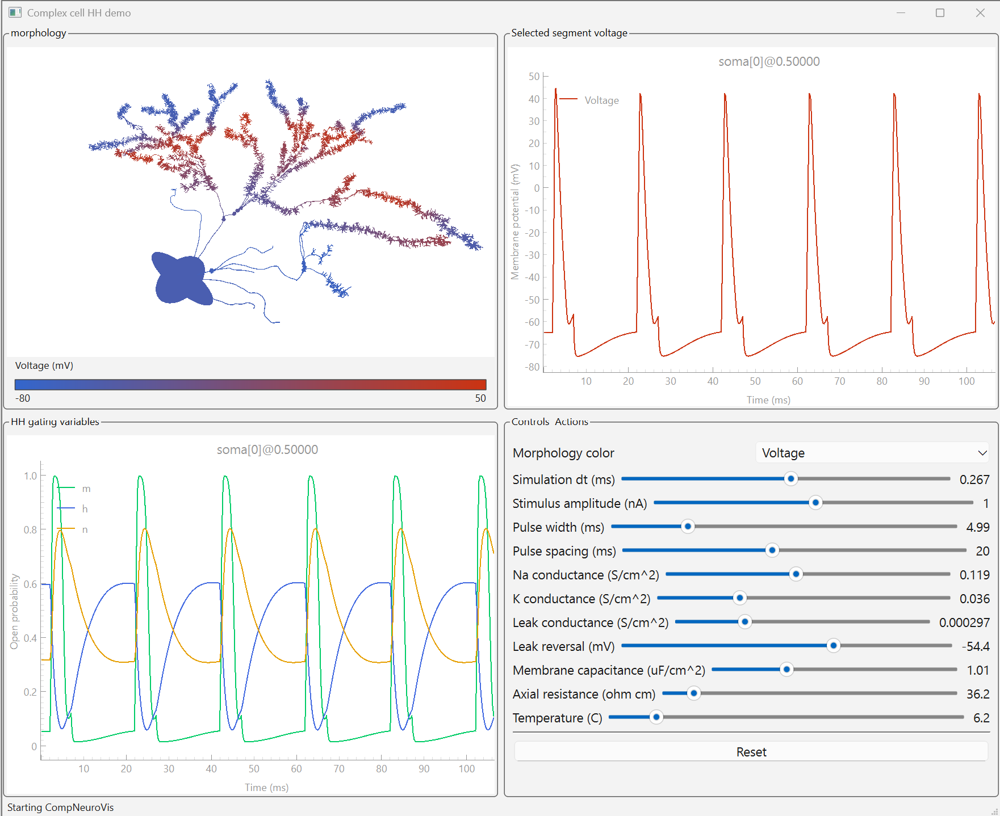 Complex cell HH demo
morphology
Voltage (mV)
-80 50
Selected segment voltage
soma[0]@0.50000
50
40
30
20
10
0
-10
-20
-30
-40
-50
-60
-70
-80
Membrane potential (mV)
Voltage
10 20 30 40 50 60 70 80 90 100
Time (ms)
HH gating variables
soma[0]@0.50000
1.0
0.8
0.6
0.4
0.2
0
Open probability
m
h
n
10 20 30 40 50 60 70 80 90 100
Time (ms)
Controls Actions
Morphology color Voltage
Simulation dt (ms) 0.267
Stimulus amplitude (nA) 1
Pulse width (ms) 4.99
Pulse spacing (ms) 20
Na conductance (S/cm^2) 0.119
K conductance (S/cm^2) 0.036
Leak conductance (S/cm^2) 0.000297
Leak reversal (mV) -54.4
Membrane capacitance (uF/cm^2) 1.01
Axial resistance (ohm cm) 36.2
Temperature (C) 6.2
Reset
Starting CompNeuroVis